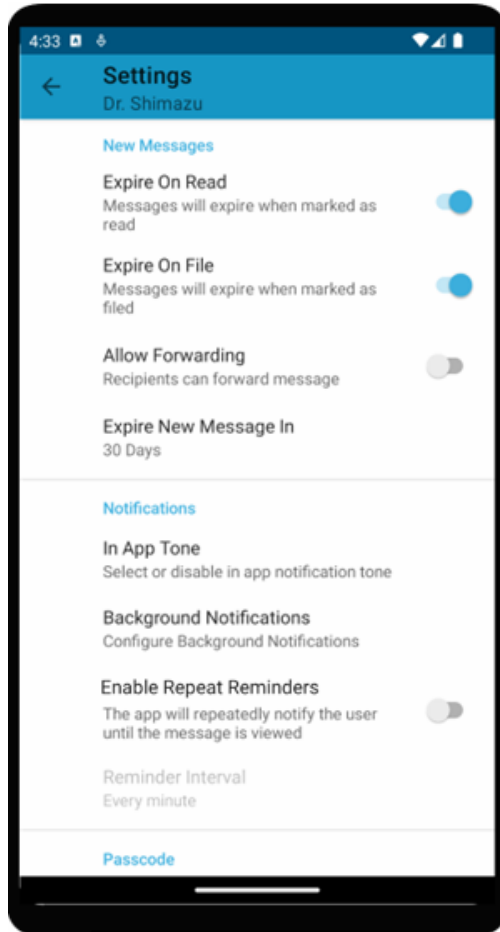 4:33
Settings
Dr. Shimazu
New Messages
Expire On Read
Messages will expire when marked as
read
Expire On File
Messages will expire when marked as
filed
Allow Forwarding
Recipients can forward message
Expire New Message In
30 Days
Notifications
In App Tone
Select or disable in app notification tone
Background Notifications
Configure Background Notifications
Enable Repeat Reminders
The app will repeatedly notify the user
until the message is viewed
Reminder Interval
Every minute
Passcode